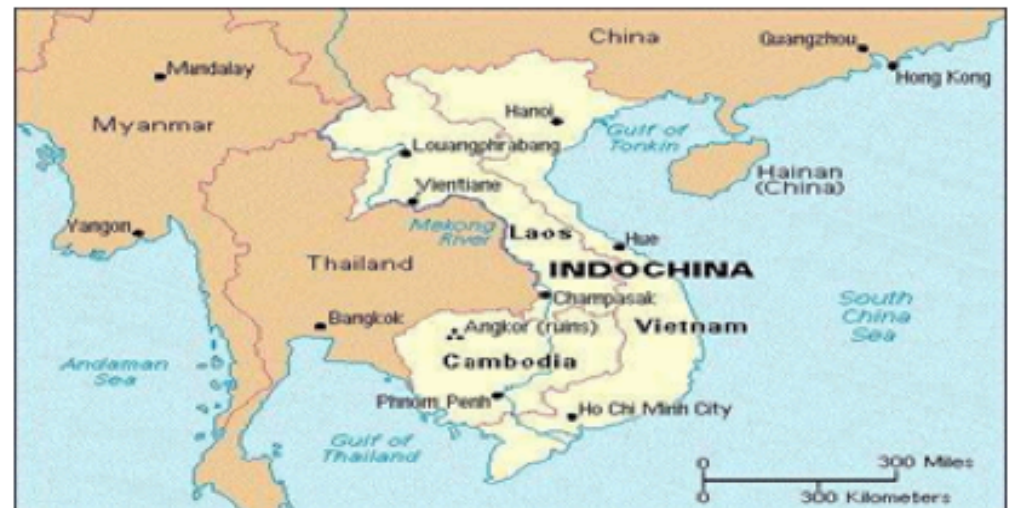 China
Guangzhou
Hong Kong
Mandalay
Myanmar
Hanoi
Gulf of
Tonkin
Louangphrabang
Hainan
(China)
Vientiane
Mekong
River
Yangon
Laos
Hue
Thailand
INDOCHINA
Champasak
South
China
Sea
Bangkok
Angkor (ruins)
Vietnam
Andaman
Sea
Cambodia
Phnom Penh
Ho Chi Minh City
Gulf of
Thailand
0 300 Miles
0 300 Kilometers